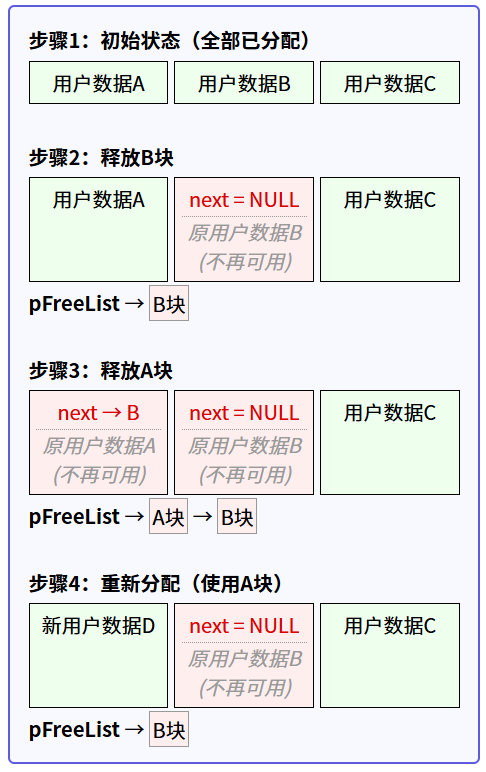 步骤1：初始状态（全部已分配）
用户数据A 用户数据B 用户数据C
步骤2：释放B块
用户数据A next = NULL 用户数据C
原用户数据B
(不再可用)
pFreeList → B块
步骤3：释放A块
next → B next = NULL 用户数据C
原用户数据A 原用户数据B
(不再可用) (不再可用)
pFreeList → A块 → B块
步骤4：重新分配（使用A块）
新用户数据D next = NULL 用户数据C
原用户数据B
(不再可用)
pFreeList → B块